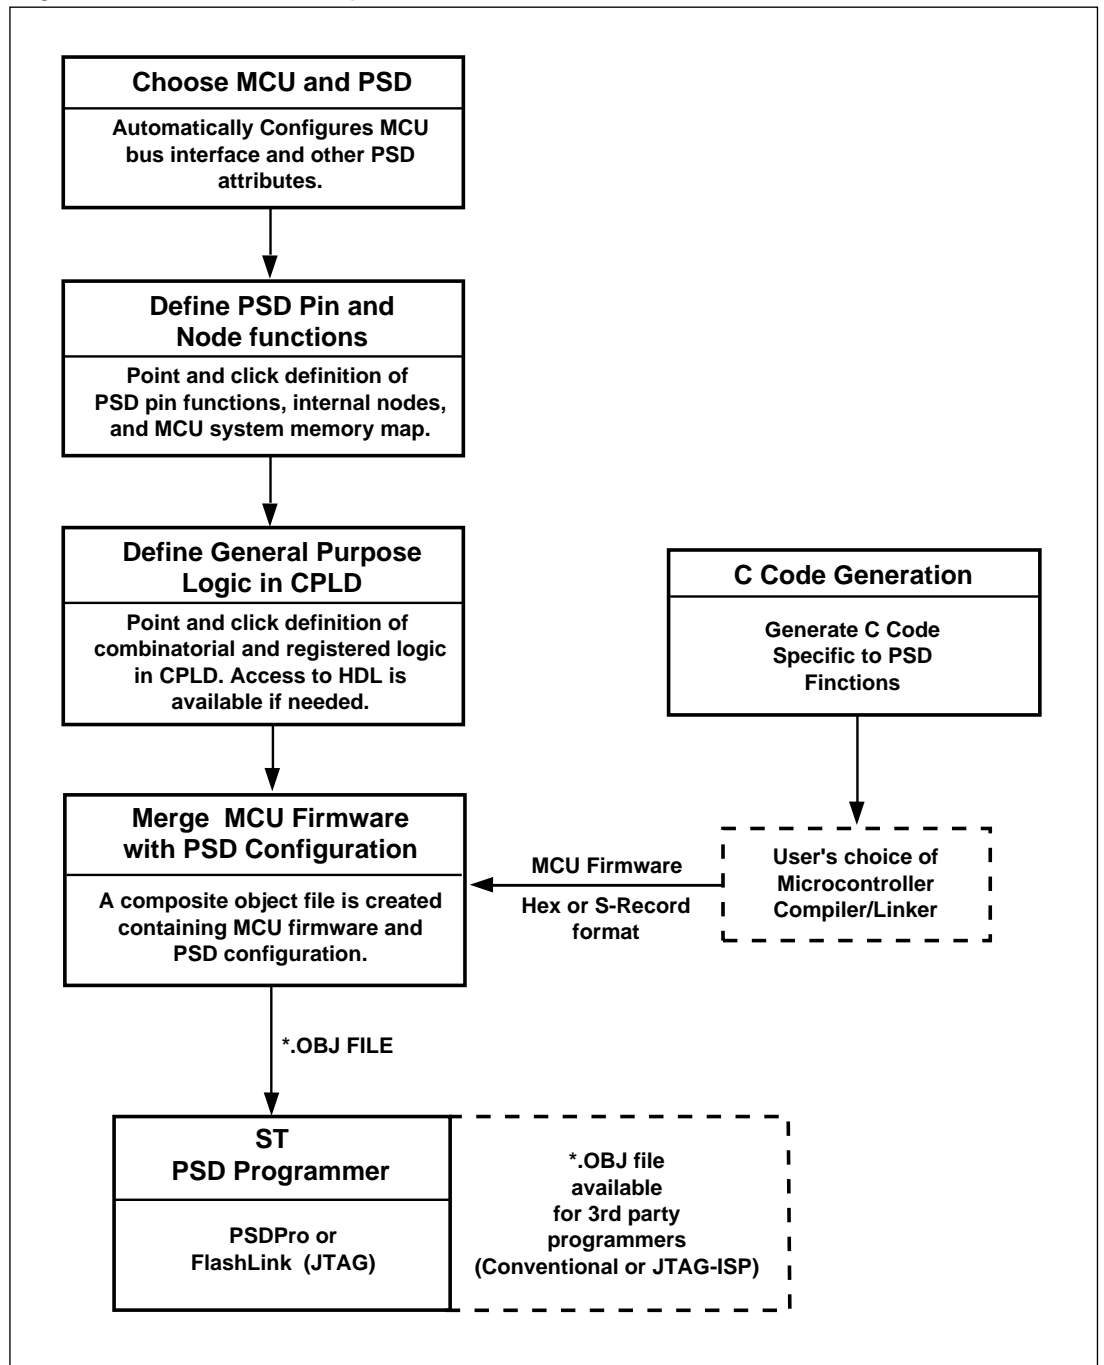 Choose MCU and PSD
Automatically Configures MCU
bus interface and other PSD
attributes.
Define PSD Pin and
Node functions
Point and click definition of
PSD pin functions, internal nodes,
and MCU system memory map.
Define General Purpose
Logic in CPLD
Point and click definition of
combinatorial and registered logic
in CPLD. Access to HDL is
available if needed.
C Code Generation
Generate C Code
Specific to PSD
Finctions
Merge MCU Firmware
with PSD Configuration
A composite object file is created
containing MCU firmware and
PSD configuration.
MCU Firmware
Hex or S-Record
format
User's choice of
Microcontroller
Compiler/Linker
*.OBJ FILE
ST
PSD Programmer
PSDPro or
FlashLink (JTAG)
*.OBJ file
available
for 3rd party
programmers
(Conventional or JTAG-ISP)